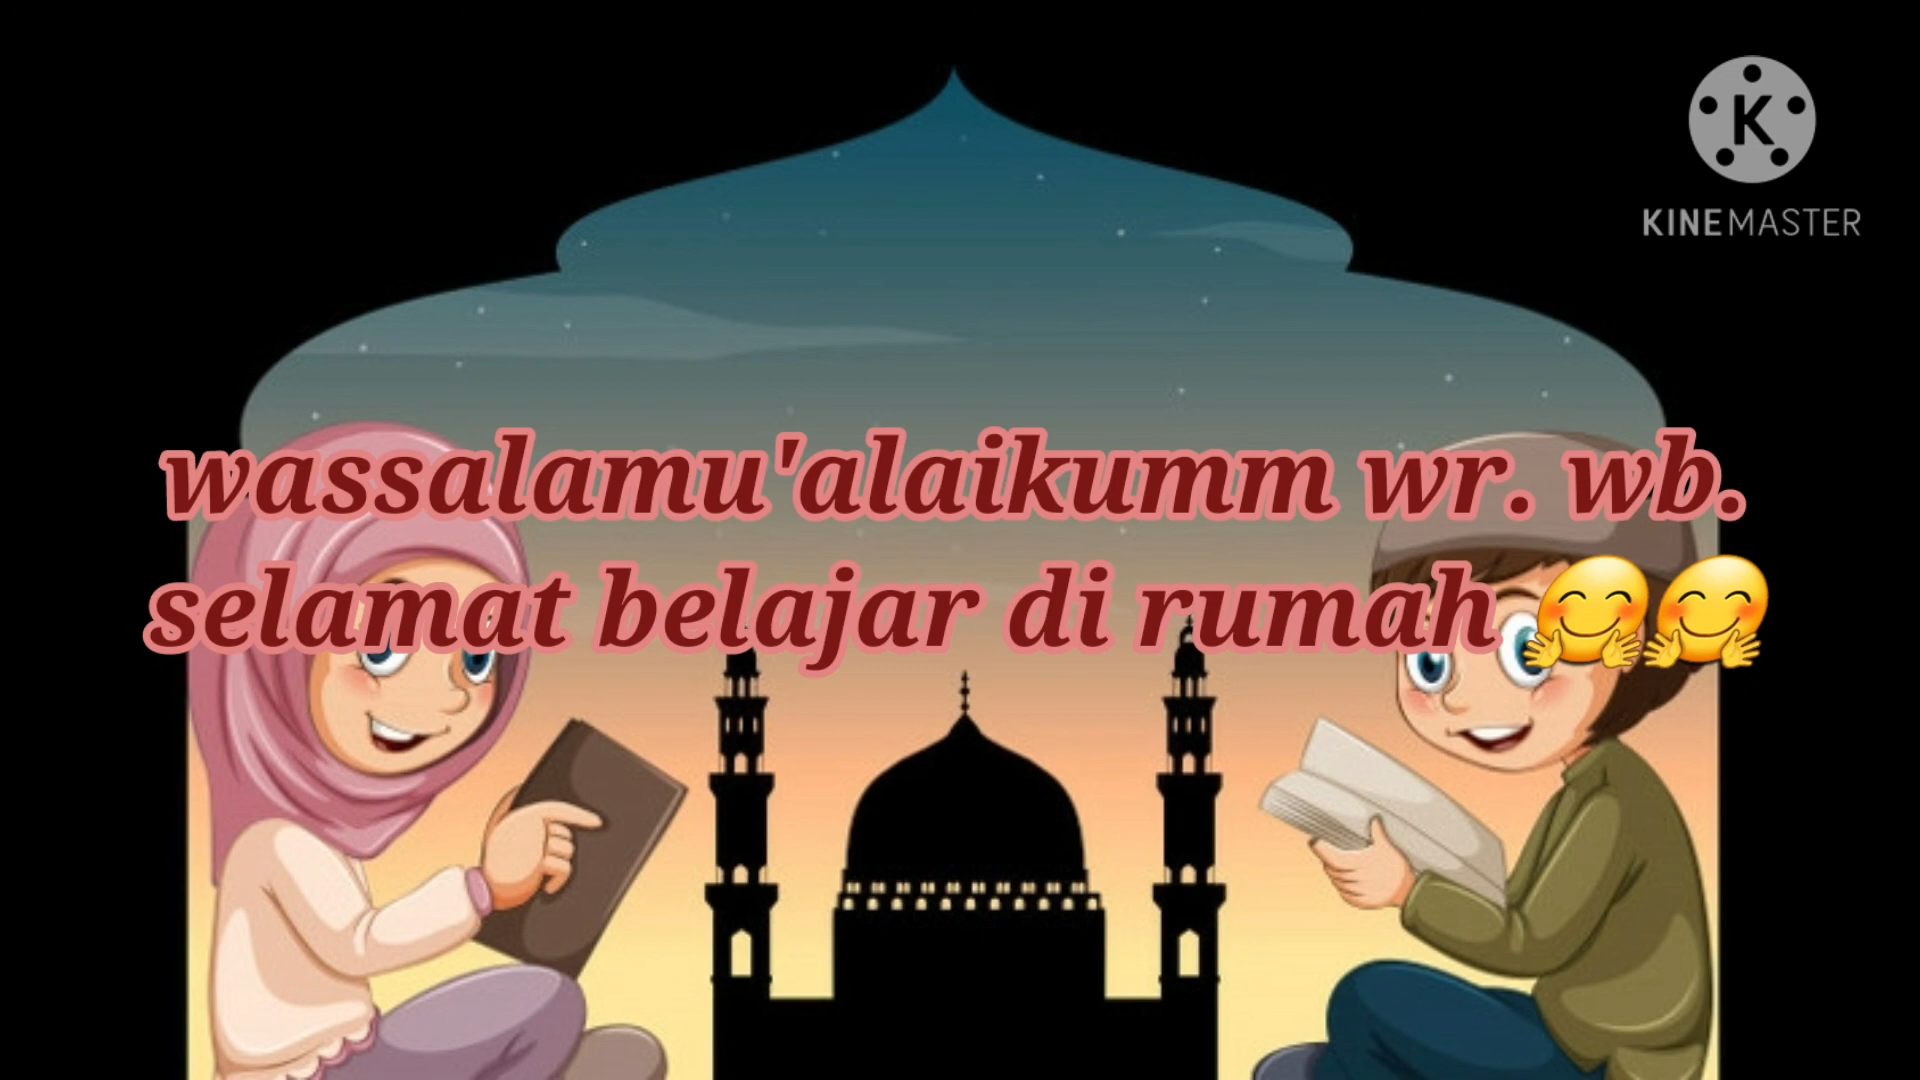 K
KINEMASTER
wassalamu'alaikumm wr. wb.
selamat belajar di rumah 🤗🤗